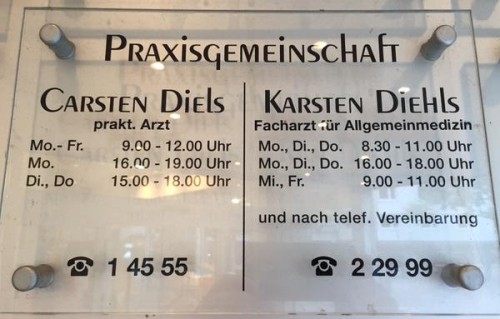 PRAXISGEMEINSCHAFT
CARSTEN DIELS
prakt. Arzt
Mo.- Fr. 9.00 - 12.00 Uhr
Mo. 16.00 - 19.00 Uhr
Di., Do 15.00 - 18.00 Uhr
☎ 1 45 55
KARSTEN DIEHLS
Facharzt für Allgemeinmedizin
Mo., Di., Do. 8.30 - 11.00 Uhr
Mo., Di., Do. 16.00 - 18.00 Uhr
Mi., Fr. 9.00 - 11.00 Uhr
und nach telef. Vereinbarung
☎ 2 29 99